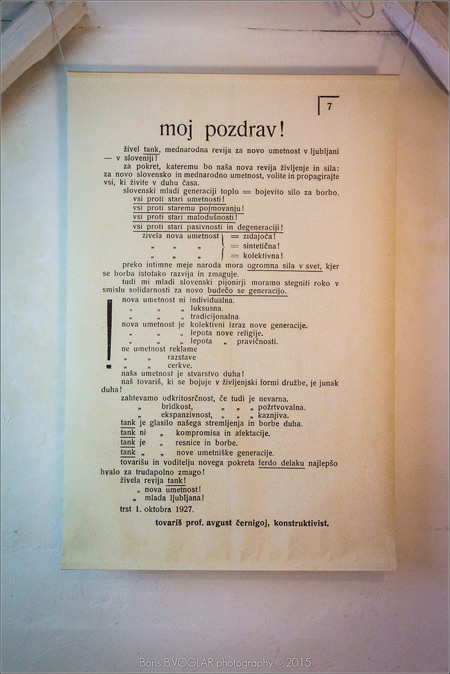 7
moj pozdrav!
živel tank, mednarodna revija za novo umetnost v ljubljani
— v sloveniji!
za pokret, kateremu bo naša nova revija življenje in sila:
za novo slovensko in mednarodno umetnost, volite in propagirajte
vsi, ki živite v duhu časa.
slovenski mladi generaciji toplo = bojevito silo za borbo.
vsi proti stari umetnosti!
vsi proti staremu pojmovanju!
vsi proti stari malodušnosti!
vsi proti stari pasivnosti in degeneraciji!
živela nova umetnost } = zidajoča!
„ „ „ } = sintetična!
„ „ „ } = kolektivna!
preko intimne meje naroda mora ogromna sila v svet, kjer
se borba istotako razvija in zmaguje.
tudi mi mladi slovenski pijonirji moramo stegniti roko v
smislu solidarnosti za novo budečo se generacijo.
! nova umetnost ni individualna.
„ „ „ luksusna.
„ „ „ tradicijonalna.
nova umetnost je kolektivni izraz nove generacije.
„ „ „ lepota nove religije.
„ „ „ lepota „ pravičnosti.
ne umetnost reklame
„ „ razstave
„ „ cerkve.
naša umetnost je stvarstvo duha!
naš tovariš, ki se bojuje v življenjski formi družbe, je junak
duha!
zahtevamo odkritosrčnost, če tudi je nevarna.
„ bridkost, „ „ „ požrtvovalna.
„ ekspanzivnost, „ „ „ kaznjiva.
tank je glasilo našega stremljenja in borbe duha.
tank ni „ kompromisa in afektacije.
tank je „ resnice in borbe.
tank „ „ nove umetniške generacije.
tovarišu in voditelju novega pokreta ferdo delaku najlepšo
hvalo za trudapolno zmago!
živela revija tank!
„ nova umetnost!
„ mlada ljubljana!
trst 1. oktobra 1927.
tovariš prof. avgust černigoj, konstruktivist.
Boris BVOGLAR photography © 2015